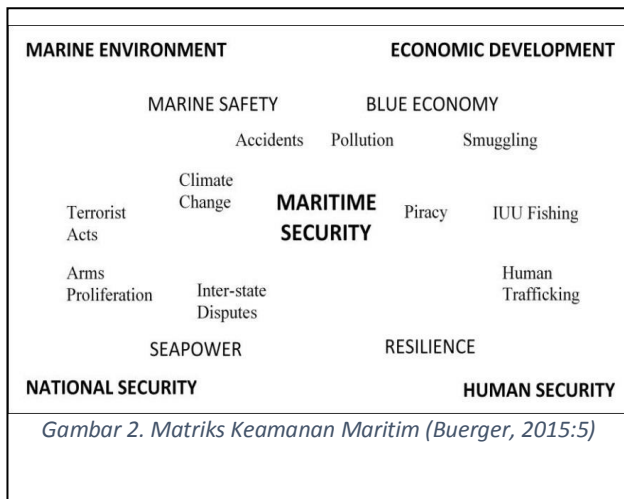 MARINE ENVIRONMENT
ECONOMIC DEVELOPMENT
MARINE SAFETY
BLUE ECONOMY
Accidents
Pollution
Smuggling
Climate
Change
MARITIME
SECURITY
Piracy
IUU Fishing
Terrorist
Acts
Arms
Proliferation
Inter-state
Disputes
Human
Trafficking
SEAPOWER
RESILIENCE
NATIONAL SECURITY
HUMAN SECURITY
Gambar 2. Matriks Keamanan Maritim (Buerger, 2015:5)